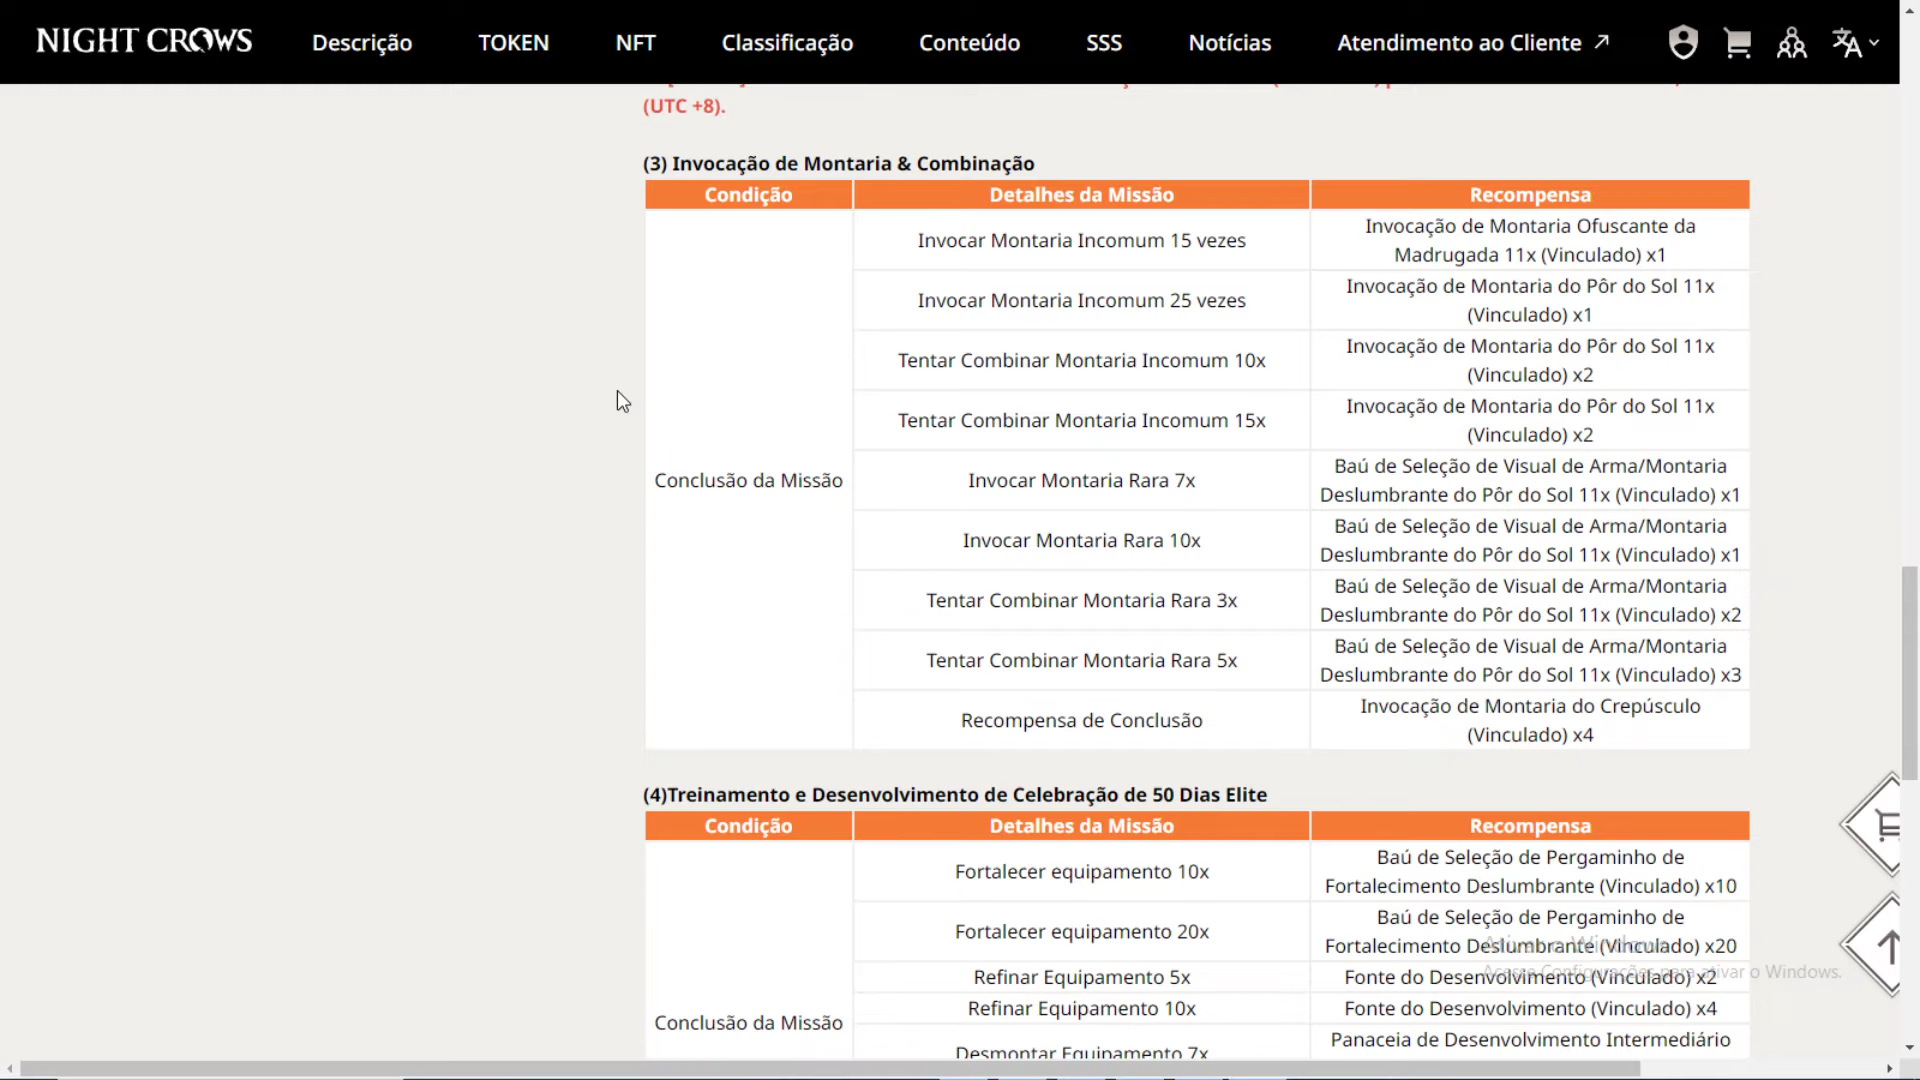 NIGHT CROWS Descrição TOKEN NFT Classificação Conteúdo SSS Notícias Atendimento ao Cliente
(UTC +8).
(3) Invocação de Montaria & Combinação
Condição Detalhes da Missão Recompensa
Invocar Montaria Incomum 15 vezes
Invocação de Montaria Ofuscante da
Madrugada 11x (Vinculado) x1
Invocar Montaria Incomum 25 vezes
Invocação de Montaria do Pôr do Sol 11x
(Vinculado) x1
Tentar Combinar Montaria Incomum 10x
Invocação de Montaria do Pôr do Sol 11x
(Vinculado) x2
Tentar Combinar Montaria Incomum 15x
Invocação de Montaria do Pôr do Sol 11x
(Vinculado) x2
Conclusão da Missão
Invocar Montaria Rara 7x
Baú de Seleção de Visual de Arma/Montaria
Deslumbrante do Pôr do Sol 11x (Vinculado) x1
Invocar Montaria Rara 10x
Baú de Seleção de Visual de Arma/Montaria
Deslumbrante do Pôr do Sol 11x (Vinculado) x1
Tentar Combinar Montaria Rara 3x
Baú de Seleção de Visual de Arma/Montaria
Deslumbrante do Pôr do Sol 11x (Vinculado) x2
Tentar Combinar Montaria Rara 5x
Baú de Seleção de Visual de Arma/Montaria
Deslumbrante do Pôr do Sol 11x (Vinculado) x3
Recompensa de Conclusão
Invocação de Montaria do Crepúsculo
(Vinculado) x4
(4)Treinamento e Desenvolvimento de Celebração de 50 Dias Elite
Condição Detalhes da Missão Recompensa
Fortalecer equipamento 10x
Baú de Seleção de Pergaminho de
Fortalecimento Deslumbrante (Vinculado) x10
Fortalecer equipamento 20x
Baú de Seleção de Pergaminho de
Fortalecimento Deslumbrante (Vinculado) x20
Ativar o Windows
Acesse Configurações para ativar o Windows.
Refinar Equipamento 5x Fonte do Desenvolvimento (Vinculado) x2
Refinar Equipamento 10x Fonte do Desenvolvimento (Vinculado) x4
Conclusão da Missão
Desmontar Equipamento 7x
Panaceia de Desenvolvimento Intermediário